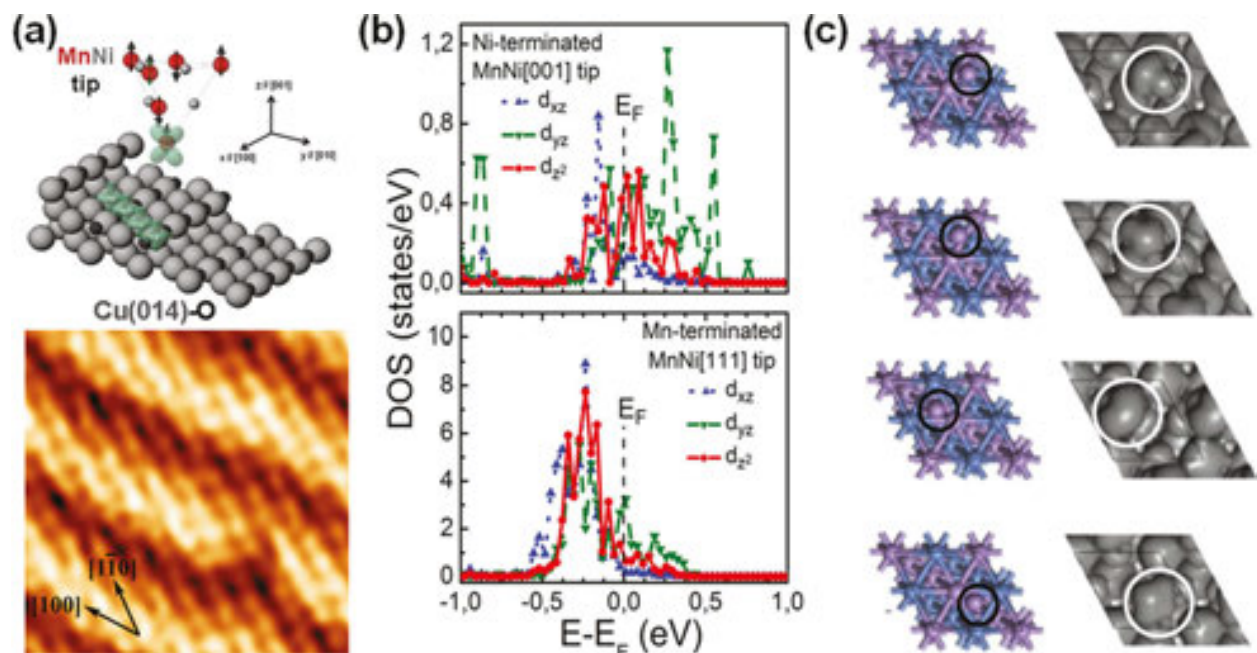 (a)
MnNi
tip
z // [001]
x // [100]
y // [010]
Cu(014)-O
[11̅0]
[100]
(b)
DOS (states/eV)
1,2
0,8
0,4
0,0
Ni-terminated
MnNi[001] tip
d_xz
d_yz
d_z²
E_F
10
8
6
4
2
0
Mn-terminated
MnNi[111] tip
d_xz
d_yz
d_z²
E_F
-1,0 -0,5 0,0 0,5 1,0
E-E_F (eV)
(c)